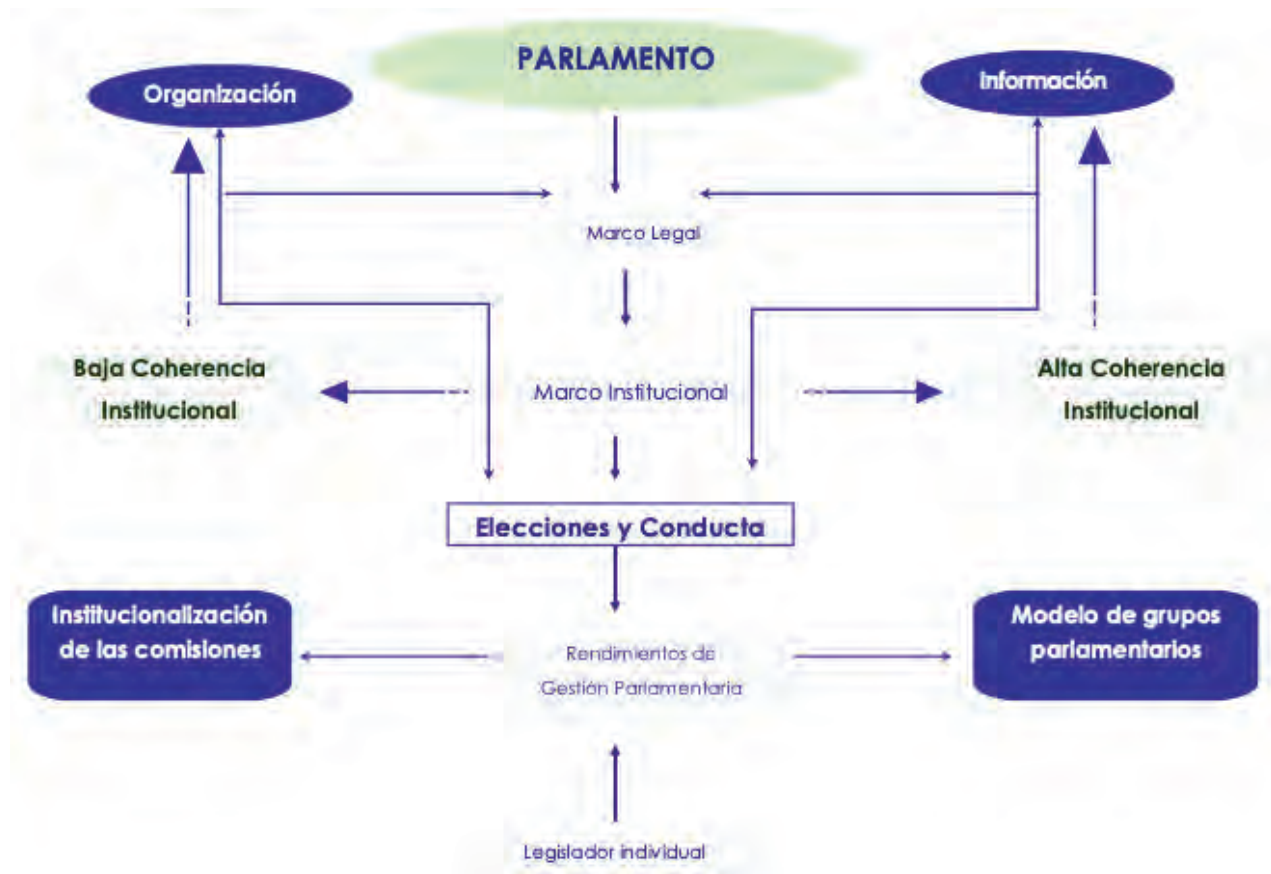 PARLAMENTO
Organización
Información
Marco Legal
Baja Coherencia
Institucional
Marco Institucional
Alta Coherencia
Institucional
Elecciones y Conducta
Institucionalización
de las comisiones
Rendimientos de
Gestión Parlamentaria
Modelo de grupos
parlamentarios
Legislador individual